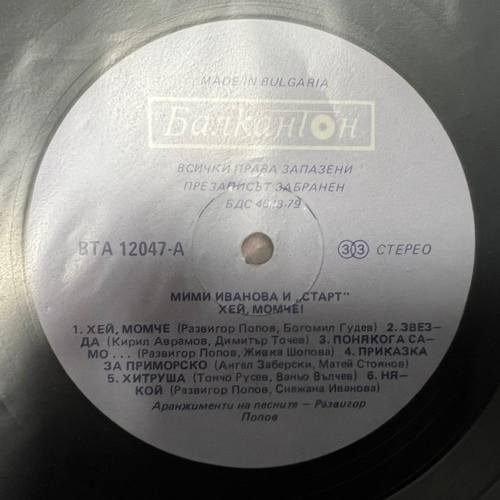 MADE IN BULGARIA
БалканТон
ВСИЧКИ ПРАВА ЗАПАЗЕНИ
ПРЕЗАПИСЪТ ЗАБРАНЕН
БДС 4648-79
ВТА 12047-А
33 СТЕРЕО
МИМИ ИВАНОВА И „СТАРТ"
ХЕЙ, МОМЧЕ!
1. ХЕЙ, МОМЧЕ (Развигор Попов, Богомил Гудев) 2. ЗВЕЗ-
ДА (Кирил Аврамов, Димитър Точев) 3. ПОНЯКОГА СА-
МО . . . (Развигор Попов, Живка Шопова) 4. ПРИКАЗКА
ЗА ПРИМОРСКО (Ангел Заберски, Матей Стоянов)
5. ХИТРУША (Тончо Русев, Ваньо Вълчев) 6. НЯ-
КОЙ (Развигор Попов, Снежана Иванова)
Аранжименти на песните — Развигор
Попов